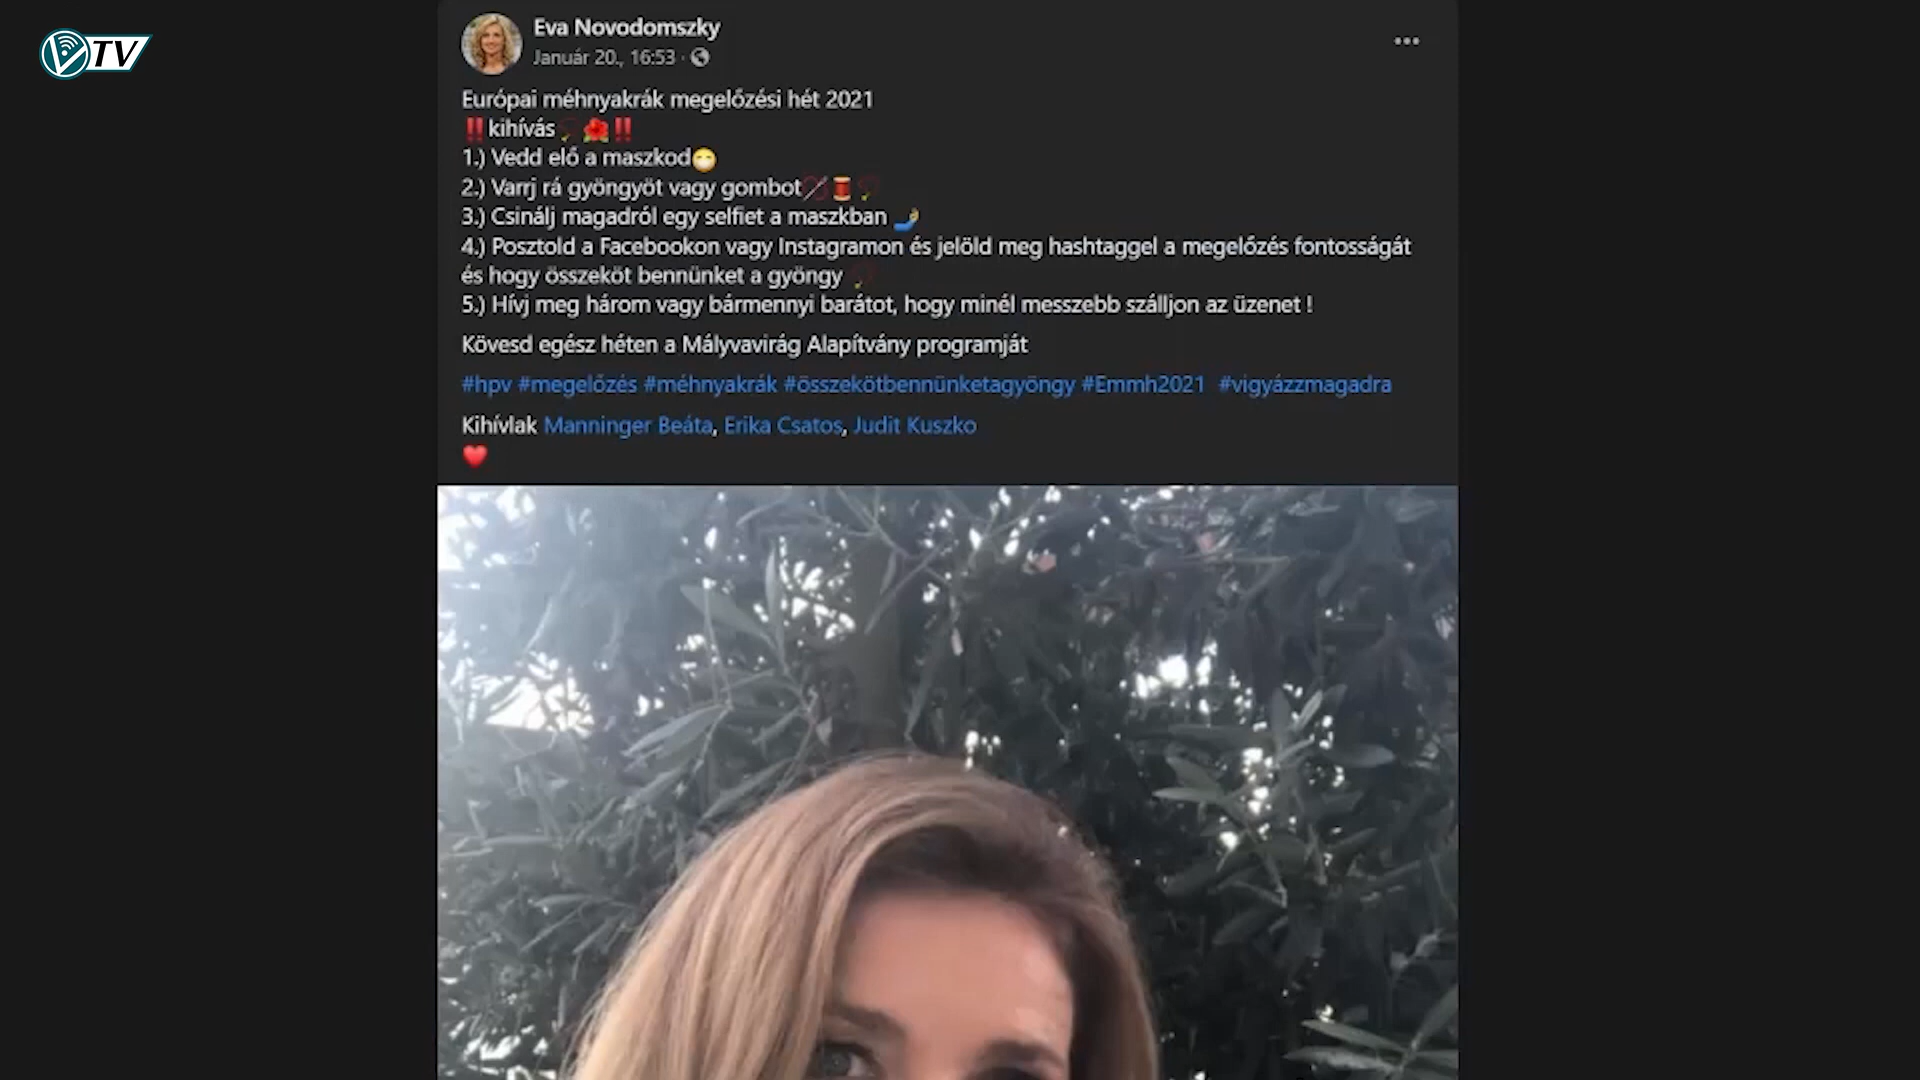 VTV
Eva Novodomszky
Január 20., 16:53 ·
Európai méhnyakrák megelőzési hét 2021
‼️kihívás🥀🌺‼️
1.) Vedd elő a maszkod😷
2.) Varrj rá gyöngyöt vagy gombot🪡🧵🥀
3.) Csinálj magadról egy selfiet a maszkban 🤳
4.) Posztold a Facebookon vagy Instagramon és jelöld meg hashtaggel a megelőzés fontosságát
és hogy összeköt bennünket a gyöngy 🥀
5.) Hívj meg három vagy bármennyi barátot, hogy minél messzebb szálljon az üzenet !
Kövesd egész héten a Mályvavirág Alapítvány programját
#hpv #megelőzés #méhnyakrák #összekötbennünketagyöngy #Emmh2021 #vigyázzmagadra
Kihívlak Manninger Beáta, Erika Csatos, Judit Kuszko
❤️